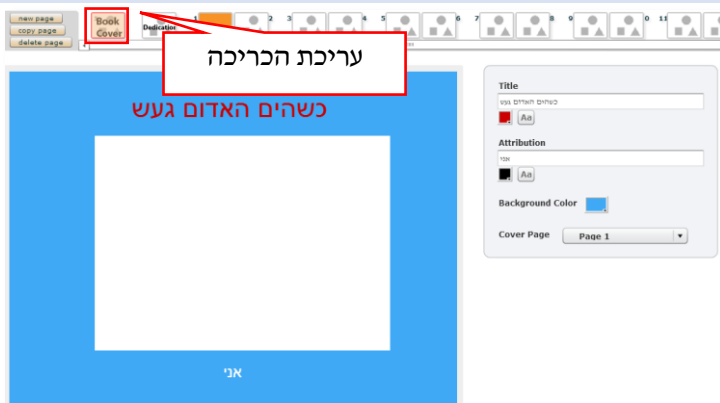 new page
copy page
delete page
Book
Cover
Dedication
1
2
3
4
5
6
7
8
9
10
11
עריכת הכריכה
כשהים האדום געש
אני
Title
כשהים האדום געש
Aa
Attribution
אני
Aa
Background Color
Cover Page
Page 1